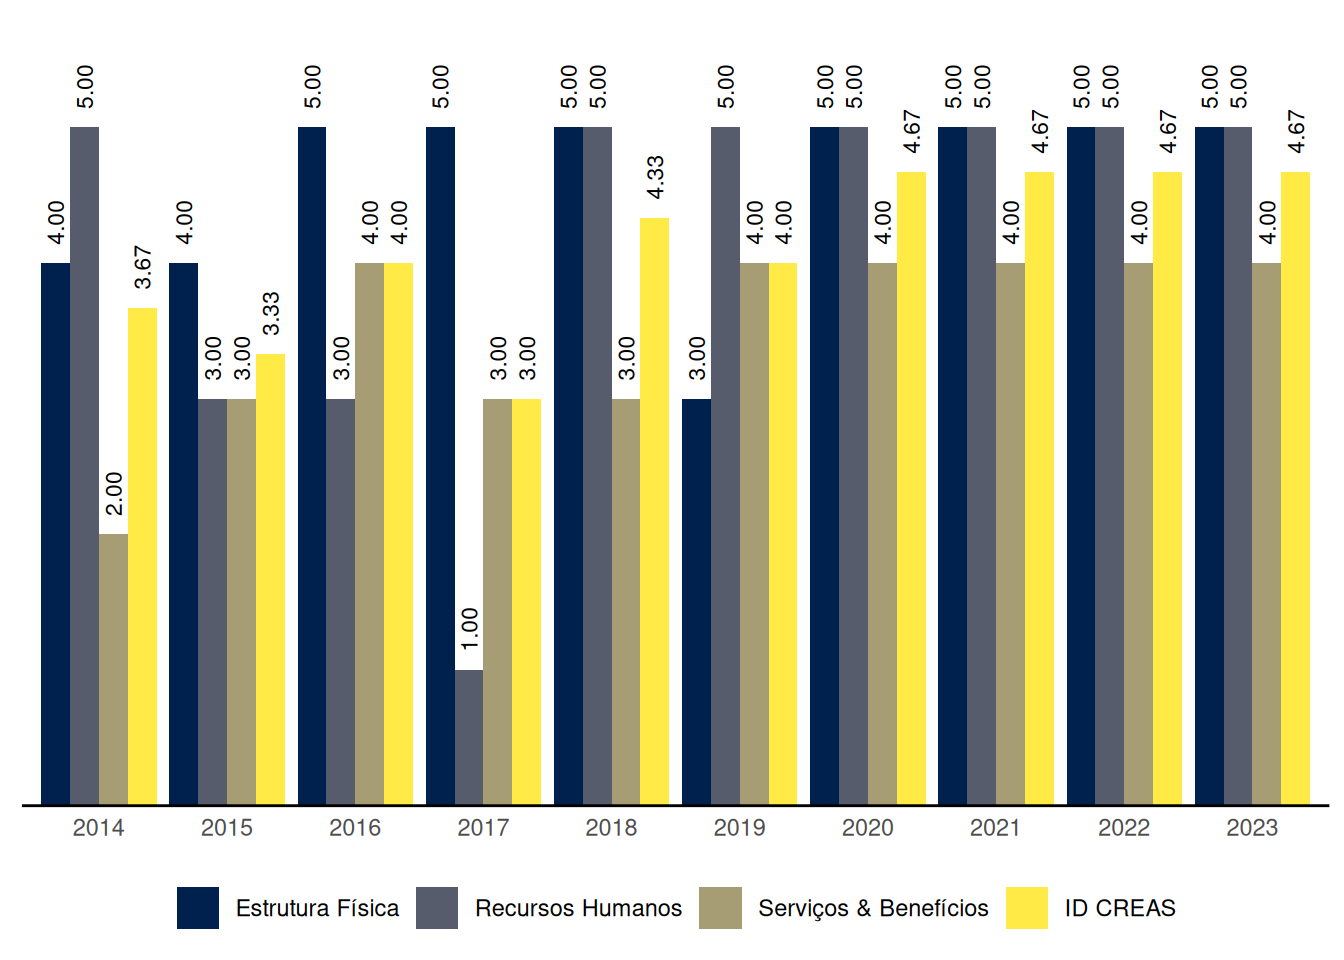 4.00 5.00 2.00 3.67 4.00 3.00 3.00 3.33 5.00 3.00 4.00 4.00 5.00 1.00 3.00 3.00 5.00 5.00 3.00 4.33 3.00 5.00 4.00 4.00 5.00 5.00 4.00 4.67 5.00 5.00 4.00 4.67 5.00 5.00 4.00 4.67 5.00 5.00 4.00 4.67
2014 2015 2016 2017 2018 2019 2020 2021 2022 2023
Estrutura Física Recursos Humanos Serviços & Benefícios ID CREAS